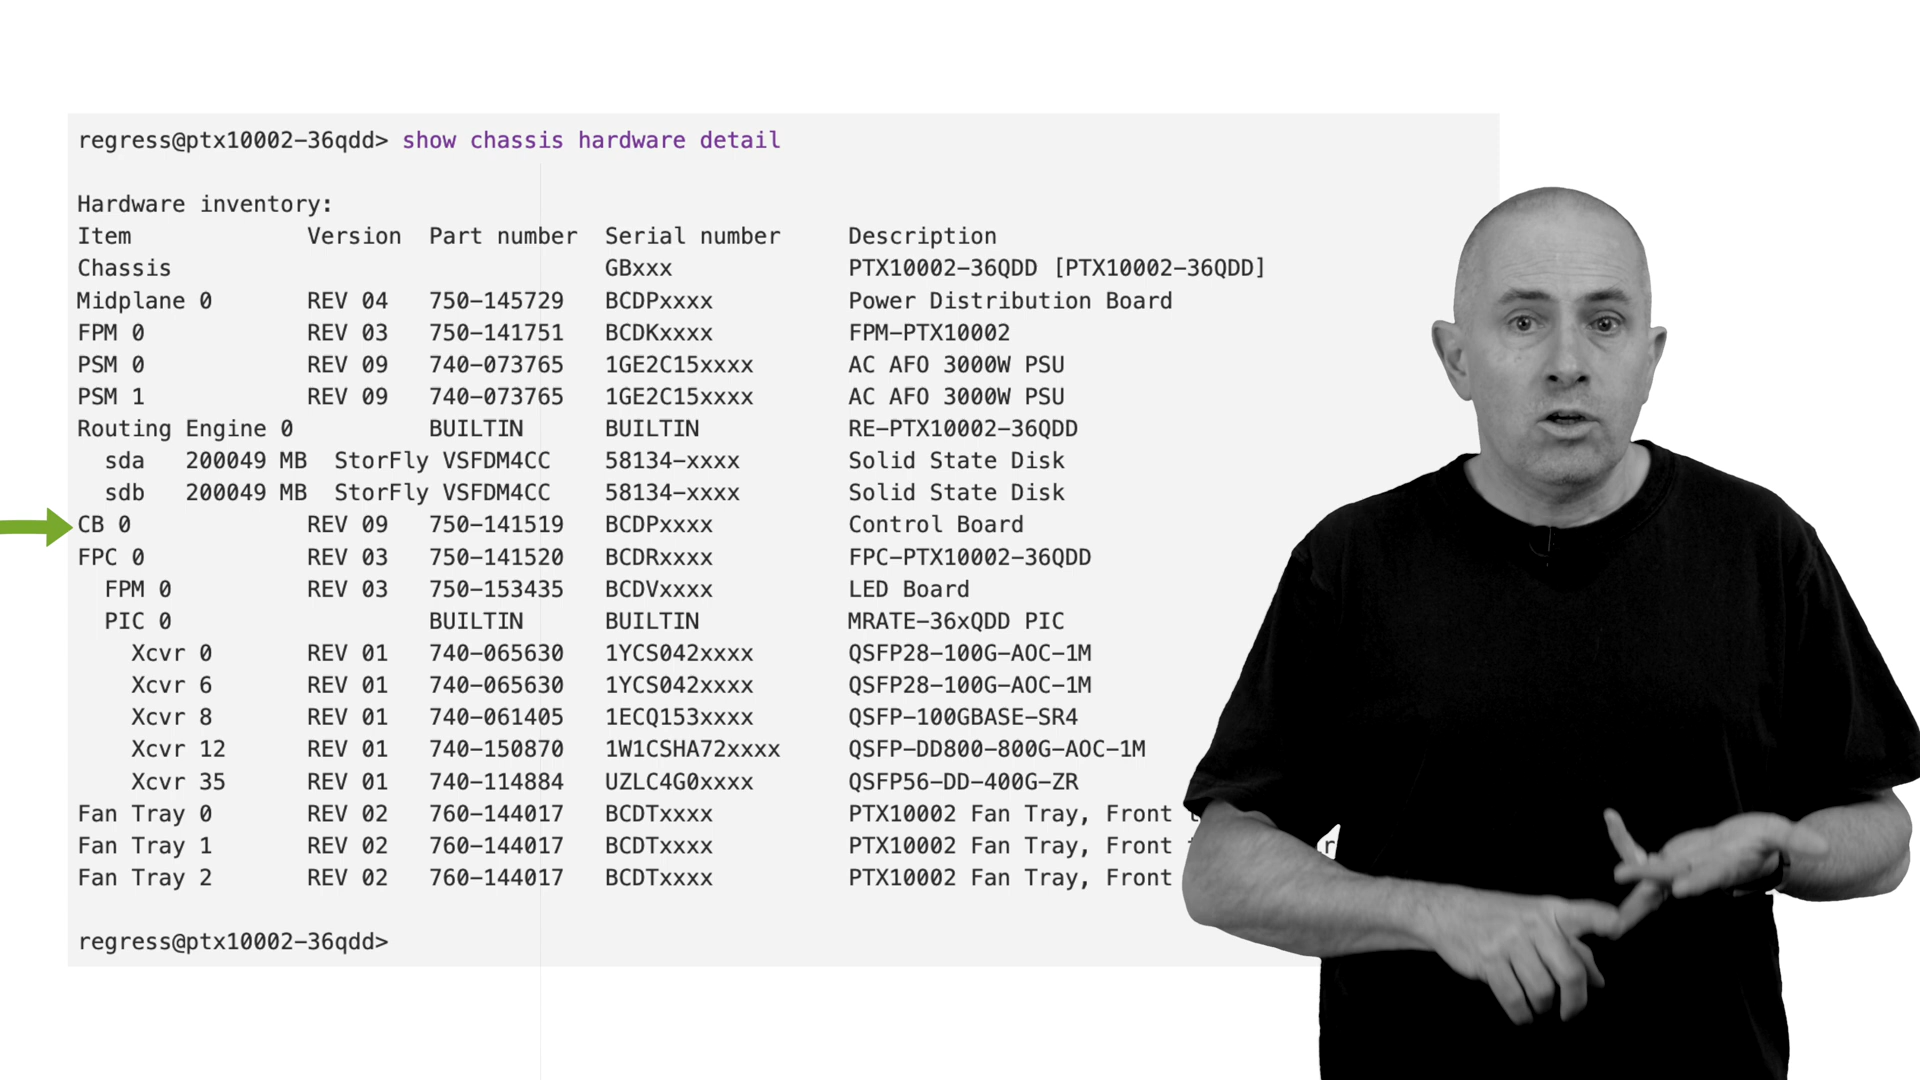 regress@ptx10002-36qdd> show chassis hardware detail
Hardware inventory:
Item Version Part number Serial number Description
Chassis GBxxx PTX10002-36QDD [PTX10002-36QDD]
Midplane 0 REV 04 750-145729 BCDPxxxx Power Distribution Board
FPM 0 REV 03 750-141751 BCDKxxxx FPM-PTX10002
PSM 0 REV 09 740-073765 1GE2C15xxxx AC AFO 3000W PSU
PSM 1 REV 09 740-073765 1GE2C15xxxx AC AFO 3000W PSU
Routing Engine 0 BUILTIN BUILTIN RE-PTX10002-36QDD
sda 200049 MB StorFly VSFDM4CC 58134-xxxx Solid State Disk
sdb 200049 MB StorFly VSFDM4CC 58134-xxxx Solid State Disk
CB 0 REV 09 750-141519 BCDPxxxx Control Board
FPC 0 REV 03 750-141520 BCDRxxxx FPC-PTX10002-36QDD
FPM 0 REV 03 750-153435 BCDVxxxx LED Board
PIC 0 BUILTIN BUILTIN MRATE-36xQDD PIC
Xcvr 0 REV 01 740-065630 1YCS042xxxx QSFP28-100G-AOC-1M
Xcvr 6 REV 01 740-065630 1YCS042xxxx QSFP28-100G-AOC-1M
Xcvr 8 REV 01 740-061405 1ECQ153xxxx QSFP-100GBASE-SR4
Xcvr 12 REV 01 740-150870 1W1CSHA72xxxx QSFP-DD800-800G-AOC-1M
Xcvr 35 REV 01 740-114884 UZLC4G0xxxx QSFP56-DD-400G-ZR
Fan Tray 0 REV 02 760-144017 BCDTxxxx PTX10002 Fan Tray, Front
Fan Tray 1 REV 02 760-144017 BCDTxxxx PTX10002 Fan Tray, Front
Fan Tray 2 REV 02 760-144017 BCDTxxxx PTX10002 Fan Tray, Front
regress@ptx10002-36qdd>